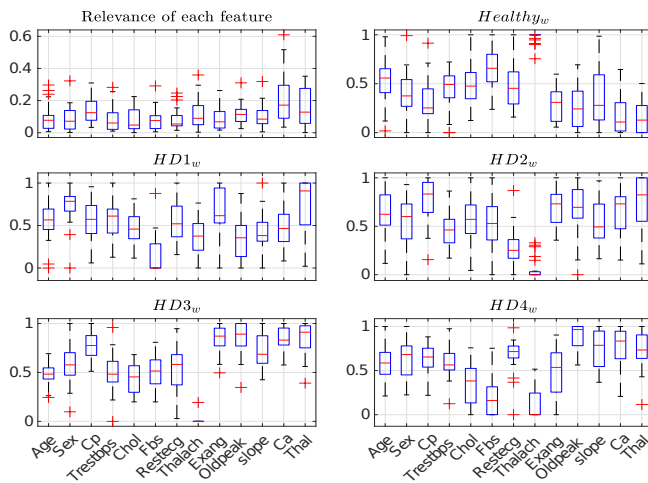 Relevance of each feature
Healthy_w
0.6
0.4
0.2
0
1
0.5
0
HD1_w
HD2_w
1
0.5
0
1
0.5
0
HD3_w
HD4_w
1
0.5
0
1
0.5
0
Age Sex Cp Trestbps Chol Fbs Restecg Thalach Exang Oldpeak slope Ca Thal
Age Sex Cp Trestbps Chol Fbs Restecg Thalach Exang Oldpeak slope Ca Thal